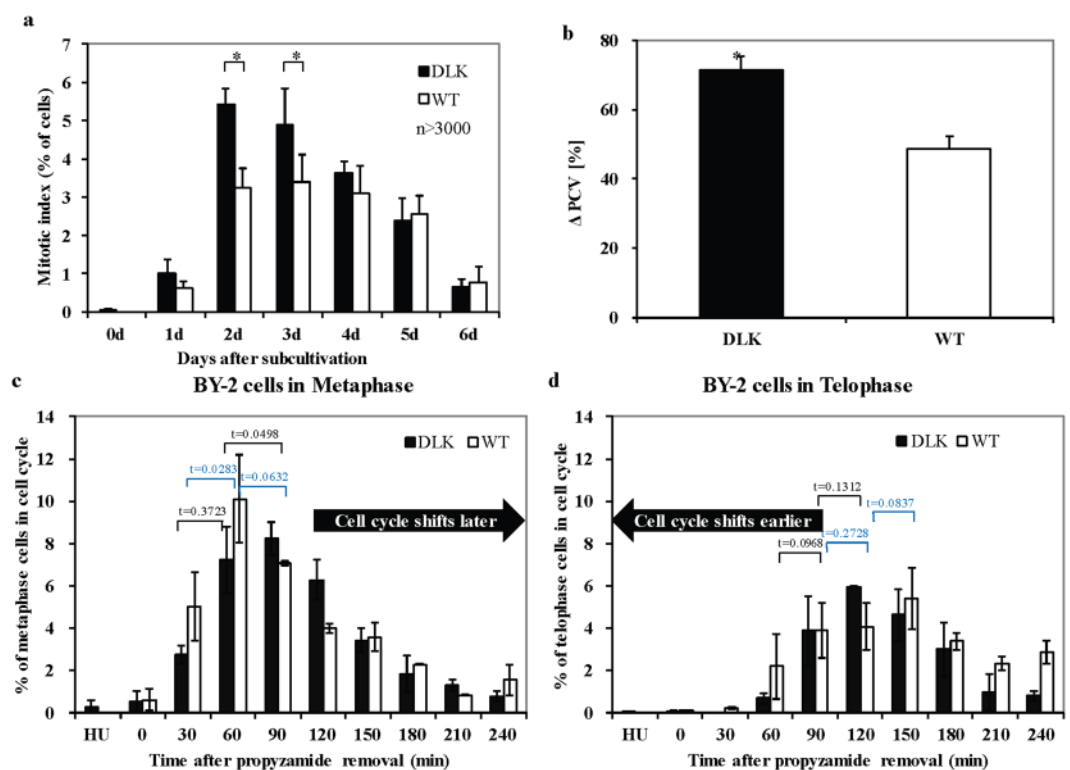 a
7
6
5
4
3
2
1
0
Mitotic index (% of cells)
*
*
DLK
WT
n>3000
0d 1d 2d 3d 4d 5d 6d
Days after subcultivation
b
80
60
40
20
0
Δ PCV [%]
*
DLK WT
c
BY-2 cells in Metaphase
14
12
10
8
6
4
2
0
% of metaphase cells in cell cycle
DLK WT
t=0.0498
t=0.0283
t=0.0632
t=0.3723
Cell cycle shifts later
HU 0 30 60 90 120 150 180 210 240
Time after propyzamide removal (min)
d
BY-2 cells in Telophase
14
12
10
8
6
4
2
0
% of telophase cells in cell cycle
DLK WT
t=0.1312
t=0.0837
Cell cycle shifts earlier
t=0.2728
t=0.0968
HU 0 30 60 90 120 150 180 210 240
Time after propyzamide removal (min)